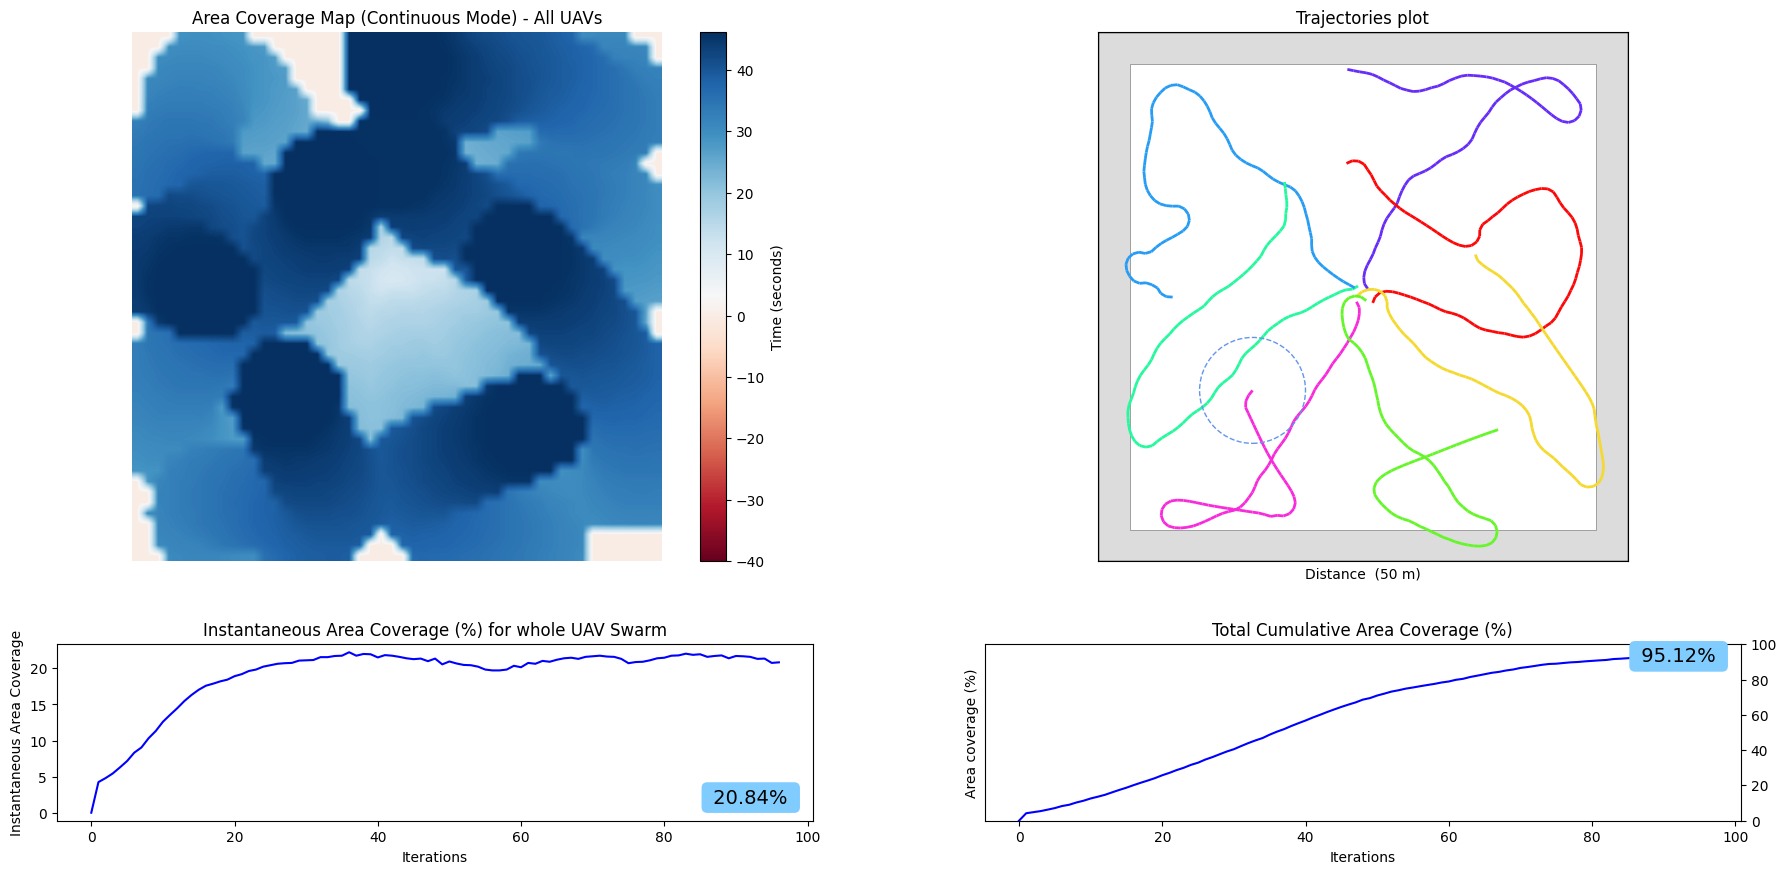 Area Coverage Map (Continuous Mode) - All UAVs
40
30
20
10
0
−10
−20
−30
−40
Time (seconds)
Trajectories plot
Distance  (50 m)
Instantaneous Area Coverage (%) for whole UAV Swarm
Instantaneous Area Coverage
20
15
10
5
0
20.84%
0 20 40 60 80 100
Iterations
Total Cumulative Area Coverage (%)
Area coverage (%)
95.12%
100
80
60
40
20
0
0 20 40 60 80 100
Iterations